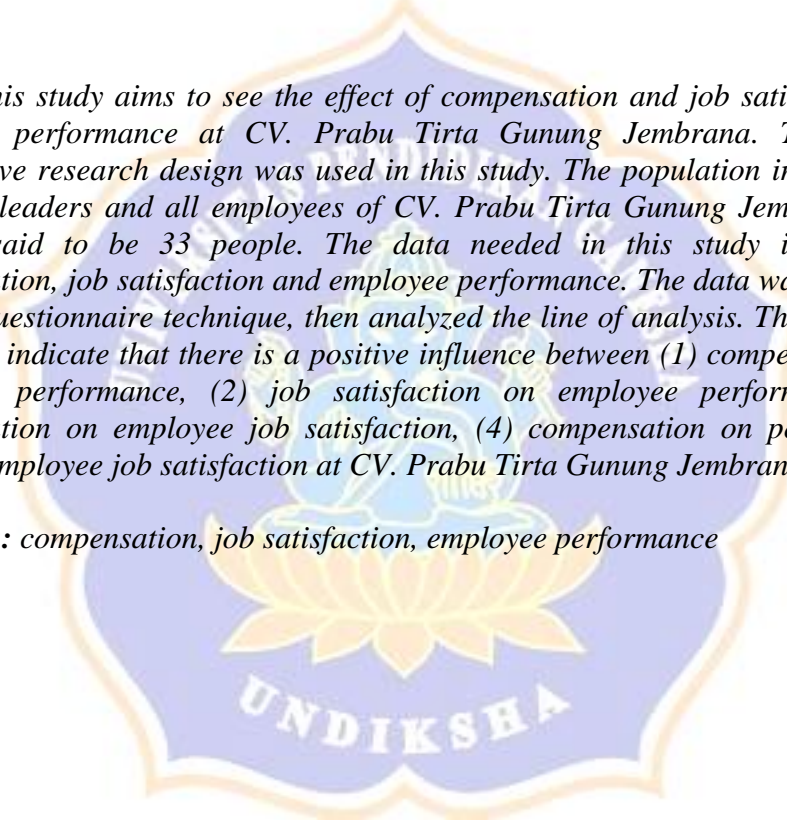 his study aims to see the effect of compensation and job sati
performance at CV. Prabu Tirta Gunung Jembrana. T
ve research design was used in this study. The population in
leaders and all employees of CV. Prabu Tirta Gunung Jem
aid to be 33 people. The data needed in this study i
tion, job satisfaction and employee performance. The data wa
uestionnaire technique, then analyzed the line of analysis. Th
indicate that there is a positive influence between (1) compe
performance, (2) job satisfaction on employee perform
tion on employee job satisfaction, (4) compensation on p
mployee job satisfaction at CV. Prabu Tirta Gunung Jembran
: compensation, job satisfaction, employee performance
UNIVERSITAS PENDIDIKAN GANESHA
UNDIKSHA